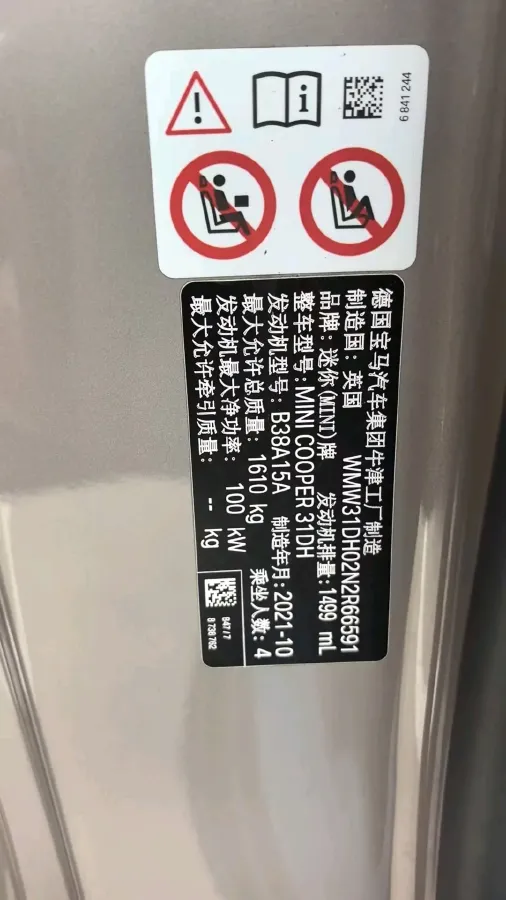 6 841 244
德国宝马汽车集团牛津工厂制造
制造国：英国 WMW31DH02N2R66591
品牌：迷你(MINI)牌 发动机排量：1499 mL
整车型号：MINI COOPER 31DH
发动机型号：B38A15A 制造年月：2021-10
最大允许总质量：1610 kg 乘坐人数：4
发动机最大净功率：100 kW
最大允许牵引质量：-- kg
947/7
8 738 762